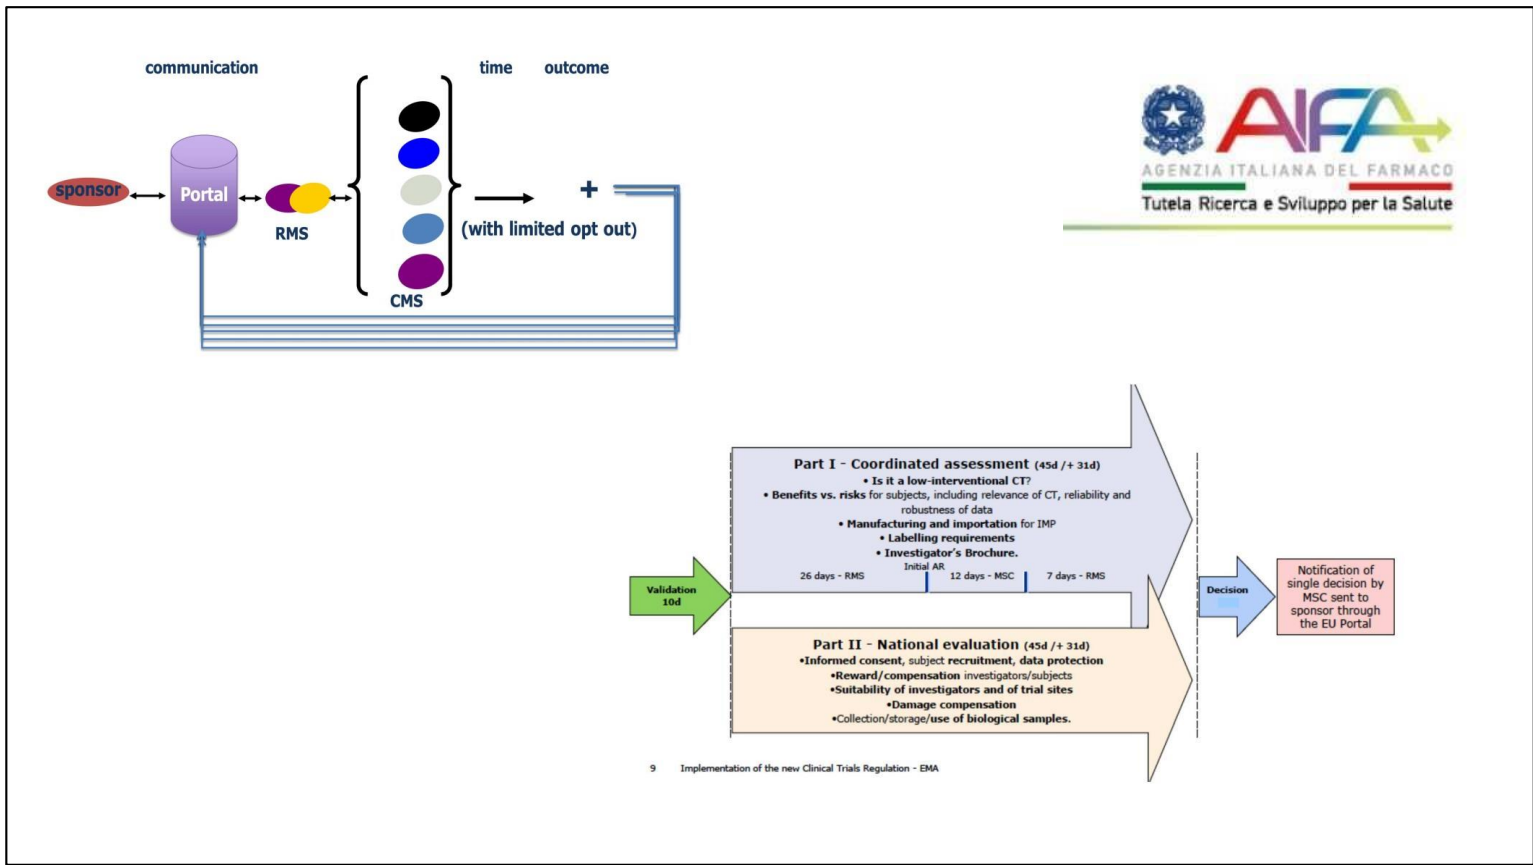 communication
time
outcome
sponsor
Portal
RMS
+
(with limited opt out)
CMS
AIFA
AGENZIA ITALIANA DEL FARMACO
Tutela Ricerca e Sviluppo per la Salute
Part I - Coordinated assessment (45d /+ 31d)
• Is it a low-interventional CT?
• Benefits vs. risks for subjects, including relevance of CT, reliability and
robustness of data
• Manufacturing and importation for IMP
• Labelling requirements
• Investigator's Brochure.
Initial AR
26 days - RMS
12 days - MSC
7 days - RMS
Validation
10d
Decision
Notification of
single decision by
MSC sent to
sponsor through
the EU Portal
Part II - National evaluation (45d /+ 31d)
•Informed consent, subject recruitment, data protection
•Reward/compensation investigators/subjects
•Suitability of investigators and of trial sites
•Damage compensation
•Collection/storage/use of biological samples.
9 Implementation of the new Clinical Trials Regulation - EMA